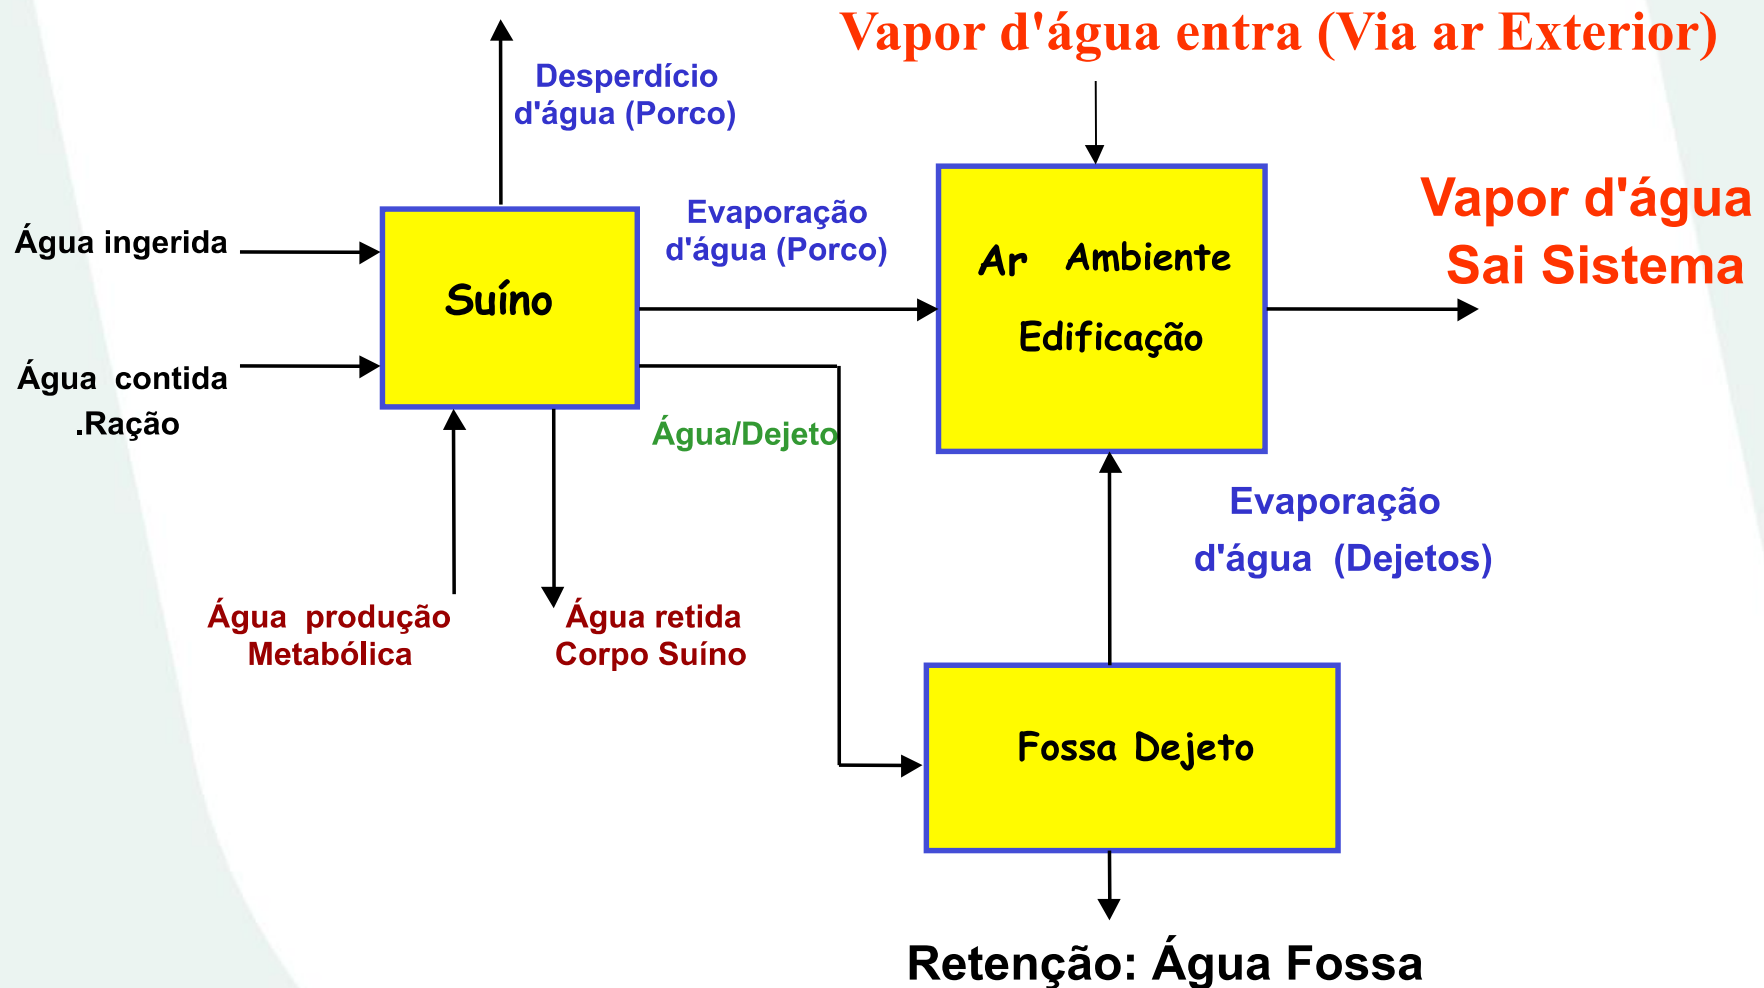 Vapor d'água entra (Via ar Exterior)
Desperdício
d'água (Porco)
Água ingerida
Evaporação
d'água (Porco)
Vapor d'água
Sai Sistema
Suíno
Ar Ambiente
Edificação
Água contida
.Ração
Água/Dejeto
Evaporação
d'água (Dejetos)
Água produção
Metabólica
Água retida
Corpo Suíno
Fossa Dejeto
Retenção: Água Fossa